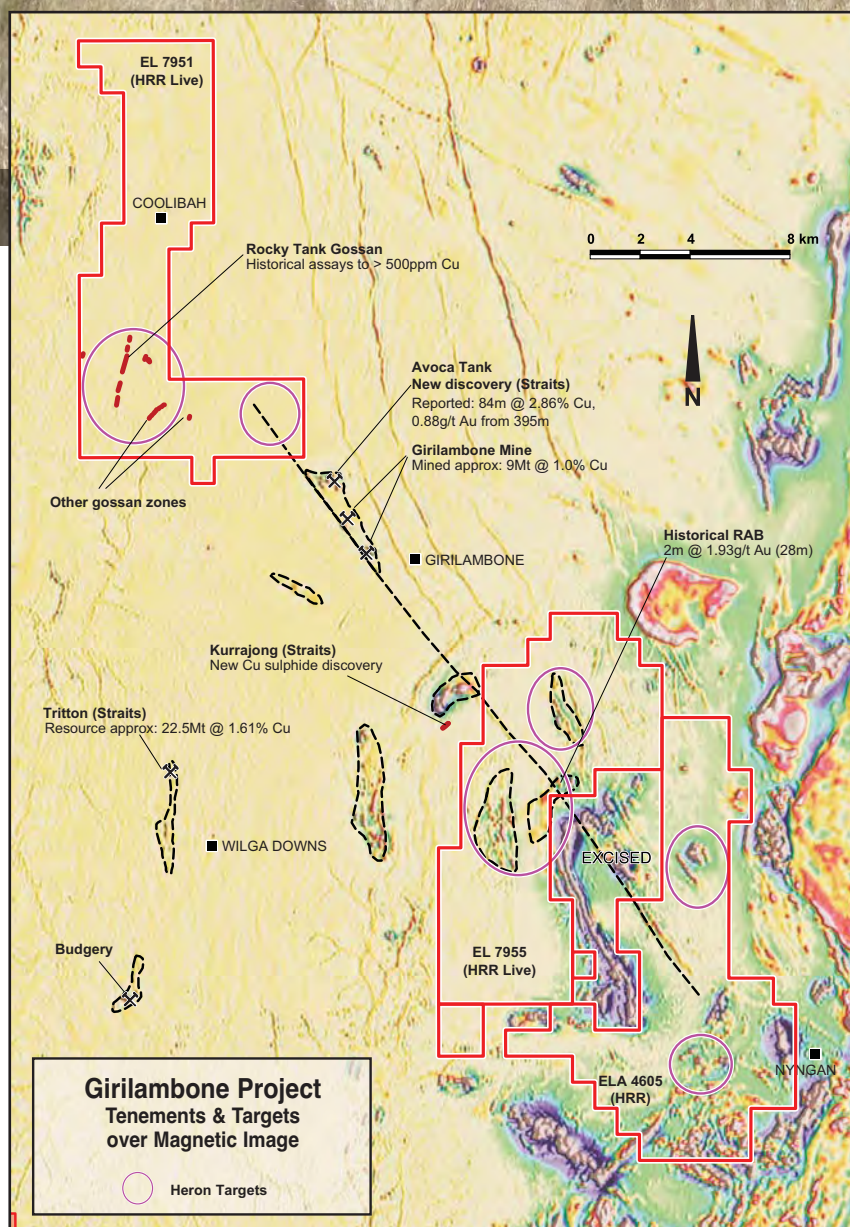 EL 7951
(HRR Live)
COOLIBAH
Rocky Tank Gossan
Historical assays to > 500ppm Cu
0 2 4 8 km
N
Avoca Tank
New discovery (Straits)
Reported: 84m @ 2.86% Cu,
0.88g/t Au from 395m
Girilambone Mine
Mined approx: 9Mt @ 1.0% Cu
Other gossan zones
GIRILAMBONE
Historical RAB
2m @ 1.93g/t Au (28m)
Kurrajong (Straits)
New Cu sulphide discovery
Tritton (Straits)
Resource approx: 22.5Mt @ 1.61% Cu
WILGA DOWNS
EXCISED
Budgery
EL 7955
(HRR Live)
NYNGAN
ELA 4605
(HRR)
Girilambone Project
Tenements & Targets
over Magnetic Image
Heron Targets